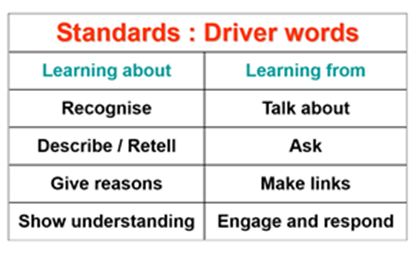 Standards : Driver words
Learning about Learning from
Recognise Talk about
Describe / Retell Ask
Give reasons Make links
Show understanding Engage and respond